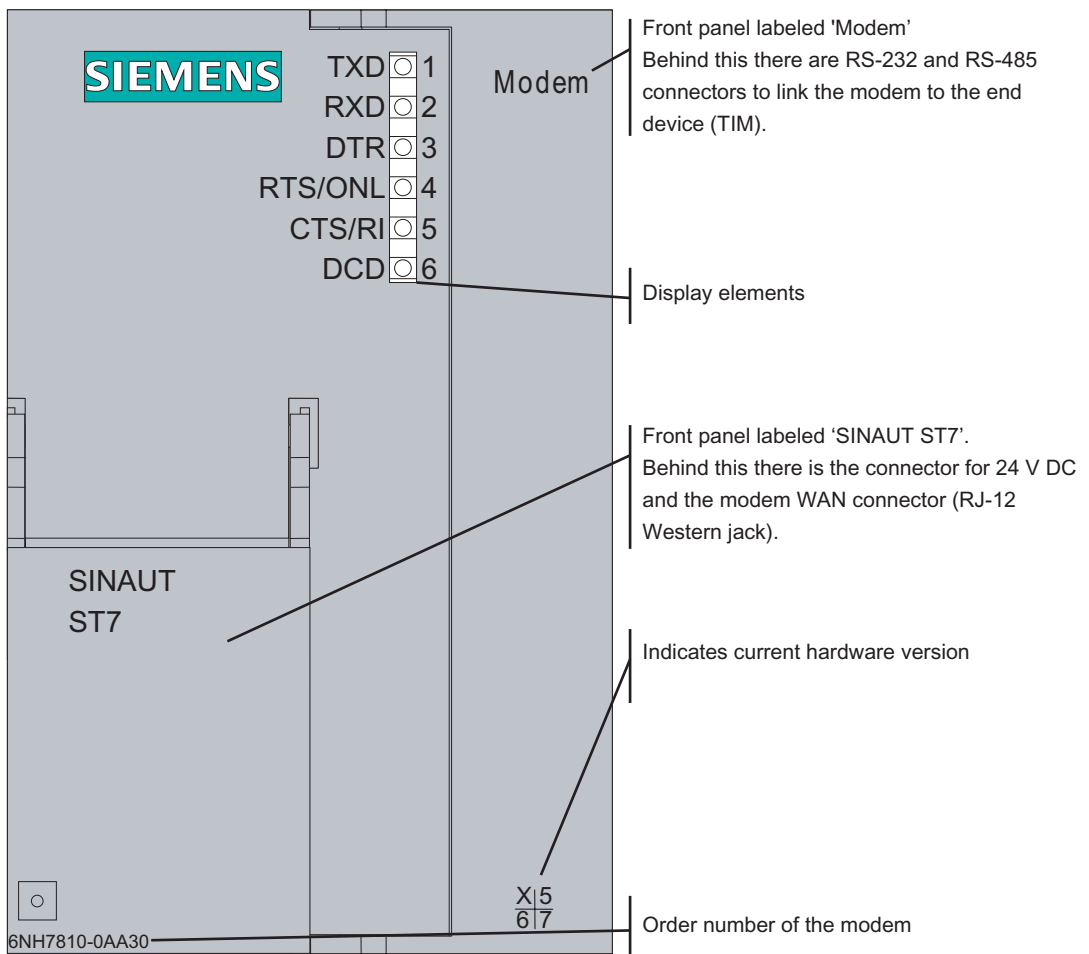 SIEMENS
TXD 1
RXD 2
DTR 3
RTS/ONL 4
CTS/RI 5
DCD 6
Modem
Front panel labeled 'Modem’
Behind this there are RS-232 and RS-485
connectors to link the modem to the end
device (TIM).
Display elements
Front panel labeled ‘SINAUT ST7’.
Behind this there is the connector for 24 V DC
and the modem WAN connector (RJ-12
Western jack).
SINAUT
ST7
Indicates current hardware version
X 5
6 7
6NH7810-0AA30
Order number of the modem